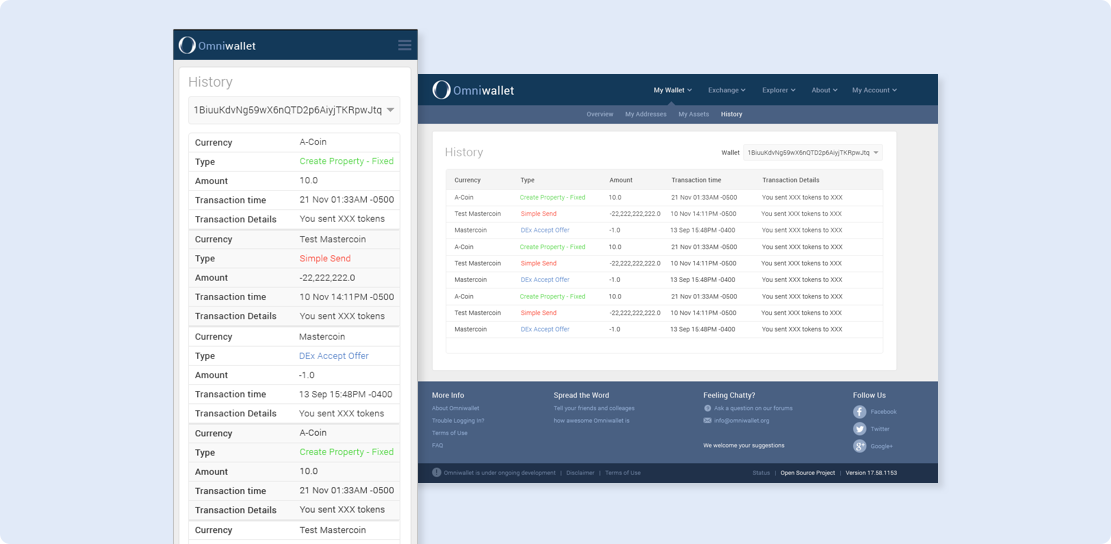 Omniwallet
History
1BiuuKdvNg59wX6nQTD2p6AiyjTKRpwJtq
Currency A-Coin
Type Create Property - Fixed
Amount 10.0
Transaction time 21 Nov 01:33AM -0500
Transaction Details You sent XXX tokens
Currency Test Mastercoin
Type Simple Send
Amount -22,222,222.0
Transaction time 10 Nov 14:11PM -0500
Transaction Details You sent XXX tokens
Currency Mastercoin
Type DEx Accept Offer
Amount -1.0
Transaction time 13 Sep 15:48PM -0400
Transaction Details You sent XXX tokens
Currency A-Coin
Type Create Property - Fixed
Amount 10.0
Transaction time 21 Nov 01:33AM -0500
Transaction Details You sent XXX tokens
Currency Test Mastercoin
Omniwallet My Wallet Exchange Explorer About My Account
Overview My Addresses My Assets History
History Wallet 1BiuuKdvNg59wX6nQTD2p6AiyjTKRpwJtq
Currency Type Amount Transaction time Transaction Details
A-Coin Create Property - Fixed 10.0 21 Nov 01:33AM -0500 You sent XXX tokens to XXX
Test Mastercoin Simple Send -22,222,222,222.0 10 Nov 14:11PM -0500 You sent XXX tokens to XXX
Mastercoin DEx Accept Offer -1.0 13 Sep 15:48PM -0400 You sent XXX tokens to XXX
A-Coin Create Property - Fixed 10.0 21 Nov 01:33AM -0500 You sent XXX tokens to XXX
Test Mastercoin Simple Send -22,222,222,222.0 10 Nov 14:11PM -0500 You sent XXX tokens to XXX
Mastercoin DEx Accept Offer -1.0 13 Sep 15:48PM -0400 You sent XXX tokens to XXX
A-Coin Create Property - Fixed 10.0 21 Nov 01:33AM -0500 You sent XXX tokens to XXX
Test Mastercoin Simple Send -22,222,222,222.0 10 Nov 14:11PM -0500 You sent XXX tokens to XXX
Mastercoin DEx Accept Offer -1.0 13 Sep 15:48PM -0400 You sent XXX tokens to XXX
More Info
About Omniwallet
Trouble Logging In?
Terms of Use
FAQ
Spread the Word
Tell your friends and colleages
how awesome Omniwallet is
Feeling Chatty?
Ask a question on our forums
info@omniwallet.org
We welcome your suggestions
Follow Us
Facebook
Twitter
Google+
Omniwallet is under ongoing development | Disclaimer | Terms of Use Status | Open Source Project | Version 17.58.1153